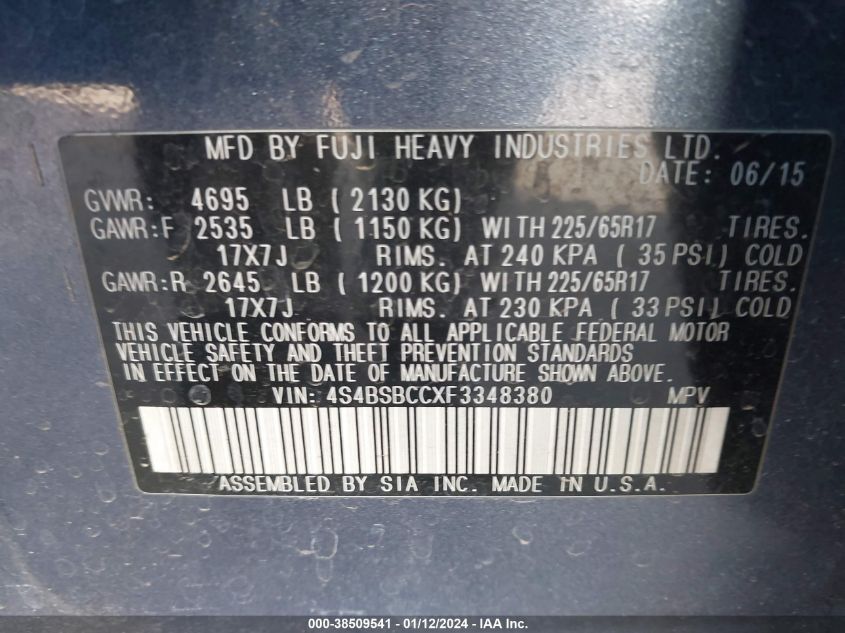 MFD BY FUJI HEAVY INDUSTRIES LTD.
DATE: 06/15
GVWR: 4695 LB ( 2130 KG)
GAWR:F 2535 LB ( 1150 KG) WITH 225/65R17 TIRES.
17X7J RIMS. AT 240 KPA ( 35 PSI) COLD
GAWR:R 2645 LB ( 1200 KG) WITH 225/65R17 TIRES.
17X7J RIMS. AT 230 KPA ( 33 PSI) COLD
THIS VEHICLE CONFORMS TO ALL APPLICABLE FEDERAL MOTOR
VEHICLE SAFETY AND THEFT PREVENTION STANDARDS
IN EFFECT ON THE DATE OF MANUFACTURE SHOWN ABOVE.
VIN: 4S4BSBCCXF3348380 MPV
ASSEMBLED BY SIA INC. MADE IN U.S.A.
000-38509541 - 01/12/2024 - IAA Inc.